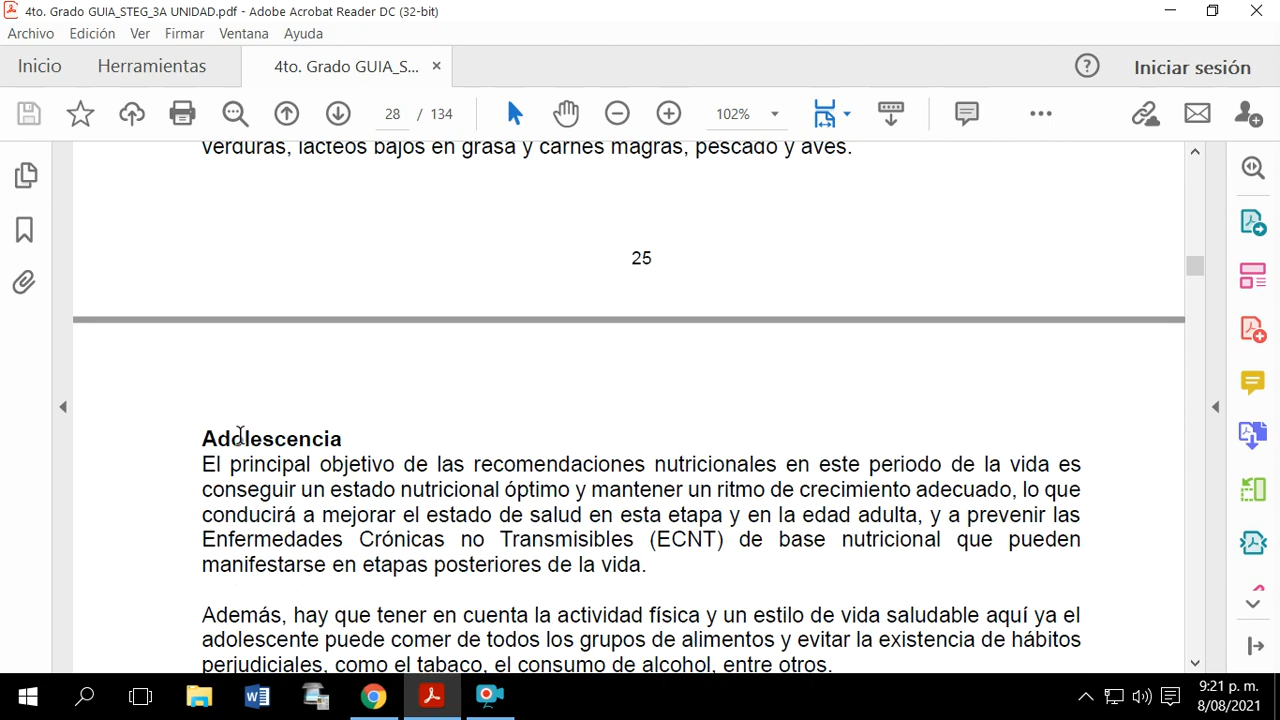 4to. Grado GUIA_STEG_3A UNIDAD.pdf - Adobe Acrobat Reader DC (32-bit)
Archivo Edición Ver Firmar Ventana Ayuda
Inicio Herramientas 4to. Grado GUIA_S... × Iniciar sesión
28 / 134 102%
verduras, lácteos bajos en grasa y carnes magras, pescado y aves.
25
Adolescencia
El principal objetivo de las recomendaciones nutricionales en este periodo de la vida es
conseguir un estado nutricional óptimo y mantener un ritmo de crecimiento adecuado, lo que
conducirá a mejorar el estado de salud en esta etapa y en la edad adulta, y a prevenir las
Enfermedades Crónicas no Transmisibles (ECNT) de base nutricional que pueden
manifestarse en etapas posteriores de la vida.
Además, hay que tener en cuenta la actividad física y un estilo de vida saludable aquí ya el
adolescente puede comer de todos los grupos de alimentos y evitar la existencia de hábitos
perjudiciales, como el tabaco, el consumo de alcohol, entre otros.
9:21 p. m.
8/08/2021